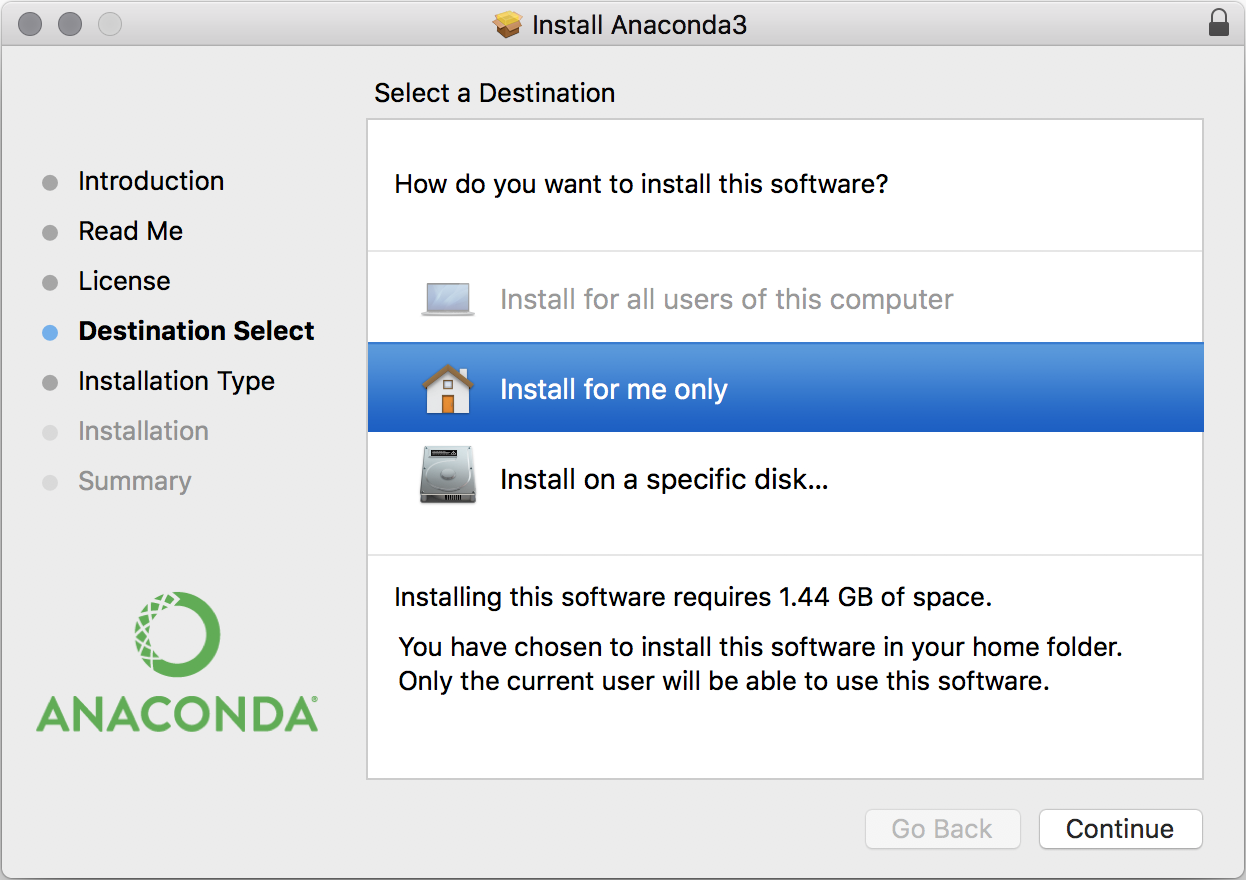 Install Anaconda3
Select a Destination
Introduction
Read Me
License
Destination Select
Installation Type
Installation
Summary
ANANCONDA®
How do you want to install this software?
Install for all users of this computer
Install for me only
Install on a specific disk...
Installing this software requires 1.44 GB of space.
You have chosen to install this software in your home folder.
Only the current user will be able to use this software.
Go Back
Continue